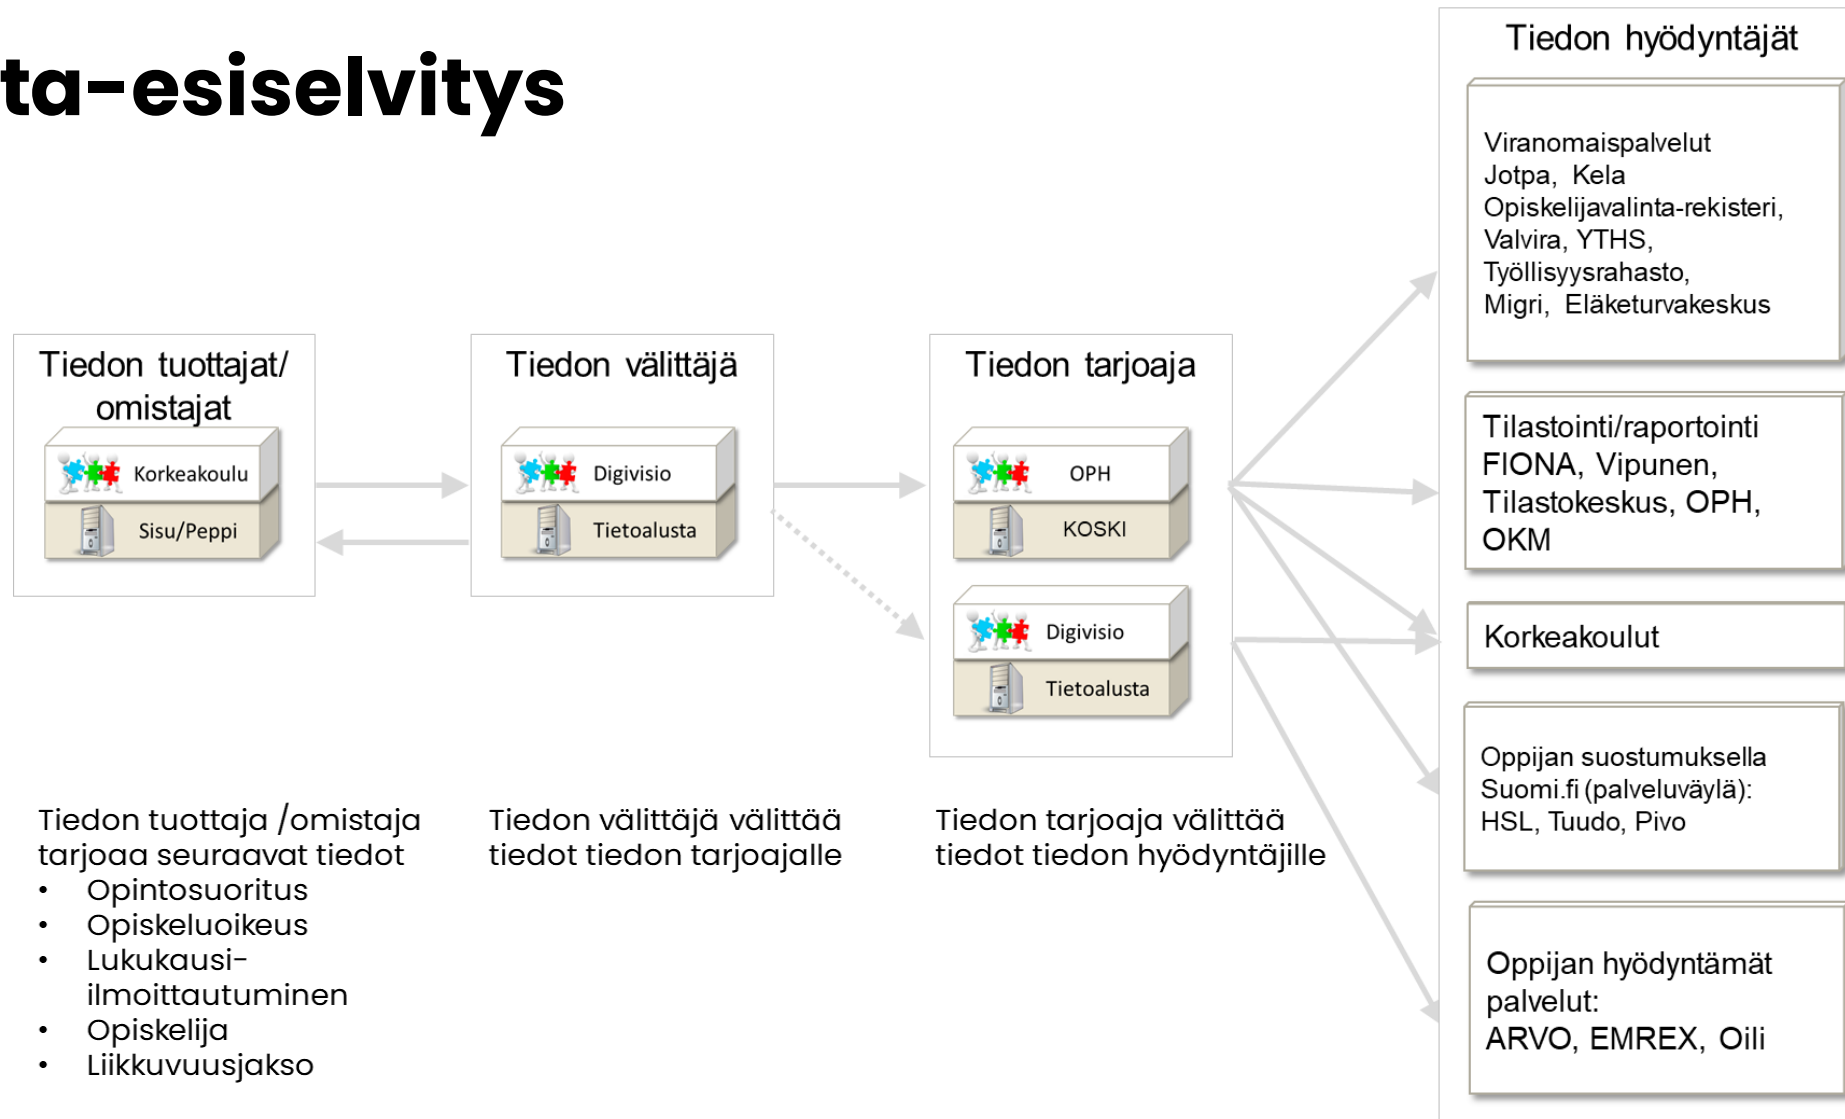 ta-esiselvitys
Tiedon tuottajat/
omistajat
Korkeakoulu
Sisu/Peppi
Tiedon välittäjä
Digivisio
Tietoalusta
Tiedon tarjoaja
OPH
KOSKI
Digivisio
Tietoalusta
Tiedon hyödyntäjät
Viranomaispalvelut
Jotpa, Kela
Opiskelijavalinta-rekisteri,
Valvira, YTHS,
Työllisyysrahasto,
Migri, Eläketurvakeskus
Tilastointi/raportointi
FIONA, Vipunen,
Tilastokeskus, OPH,
OKM
Korkeakoulut
Oppijan suostumuksella
Suomi.fi (palveluväylä):
HSL, Tuudo, Pivo
Oppijan hyödyntämät
palvelut:
ARVO, EMREX, Oili
Tiedon tuottaja /omistaja
tarjoaa seuraavat tiedot
• Opintosuoritus
• Opiskeluoikeus
• Lukukausi-
ilmoittautuminen
• Opiskelija
• Liikkuvuusjakso
Tiedon välittäjä välittää
tiedot tiedon tarjoajalle
Tiedon tarjoaja välittää
tiedot tiedon hyödyntäjille